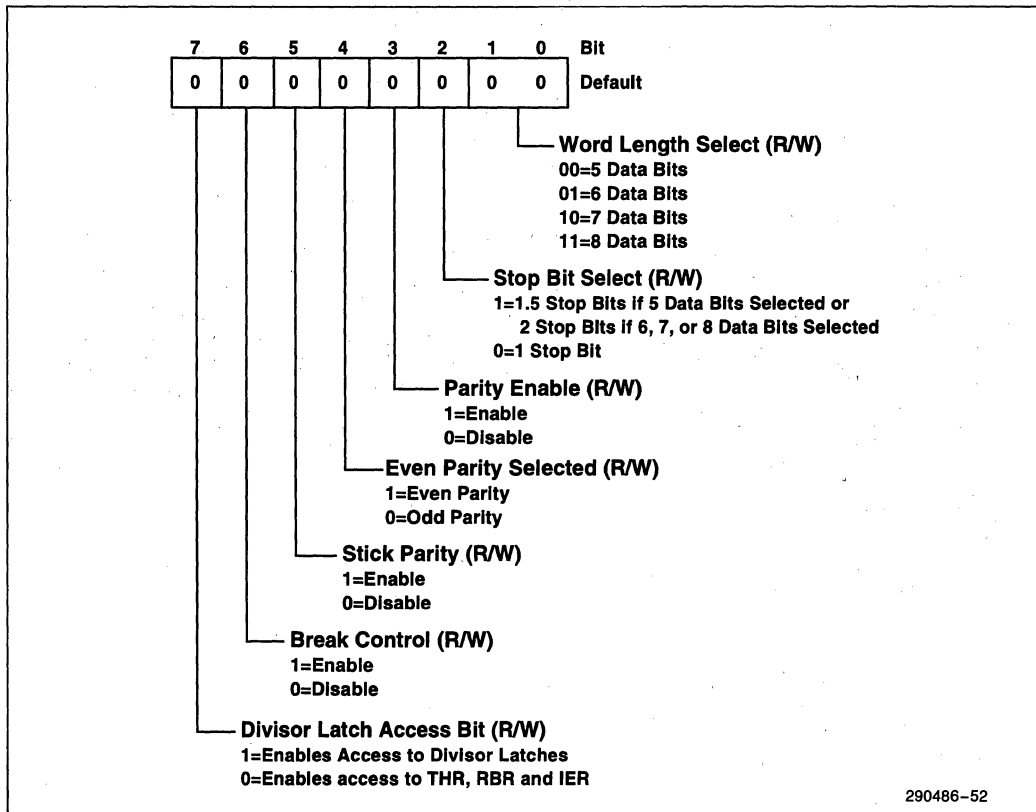 7 6 5 4 3 2 1 0 Bit
0 0 0 0 0 0 0 0 Default
Word Length Select (R/W)
00=5 Data Bits
01=6 Data Bits
10=7 Data Bits
11=8 Data Bits
Stop Bit Select (R/W)
1=1.5 Stop Bits if 5 Data Bits Selected or
2 Stop Bits if 6, 7, or 8 Data Bits Selected
0=1 Stop Bit
Parity Enable (R/W)
1=Enable
0=Disable
Even Parity Selected (R/W)
1=Even Parity
0=Odd Parity
Stick Parity (R/W)
1=Enable
0=Disable
Break Control (R/W)
1=Enable
0=Disable
Divisor Latch Access Bit (R/W)
1=Enables Access to Divisor Latches
0=Enables access to THR, RBR and IER
290486-52